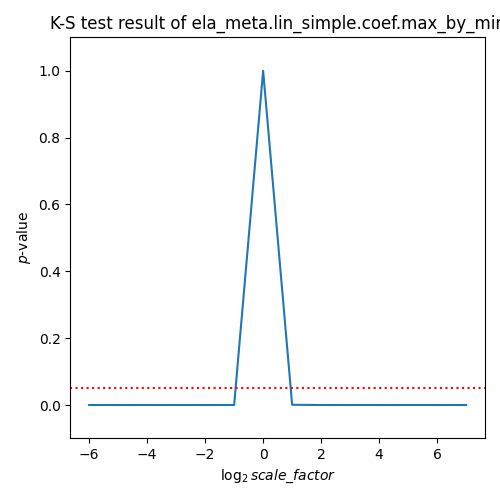 K-S test result of ela_meta.lin_simple.coef.max_by_min
1.0
0.8
0.6
0.4
0.2
0.0
p-value
−6 −4 −2 0 2 4 6
log₂ scale_factor